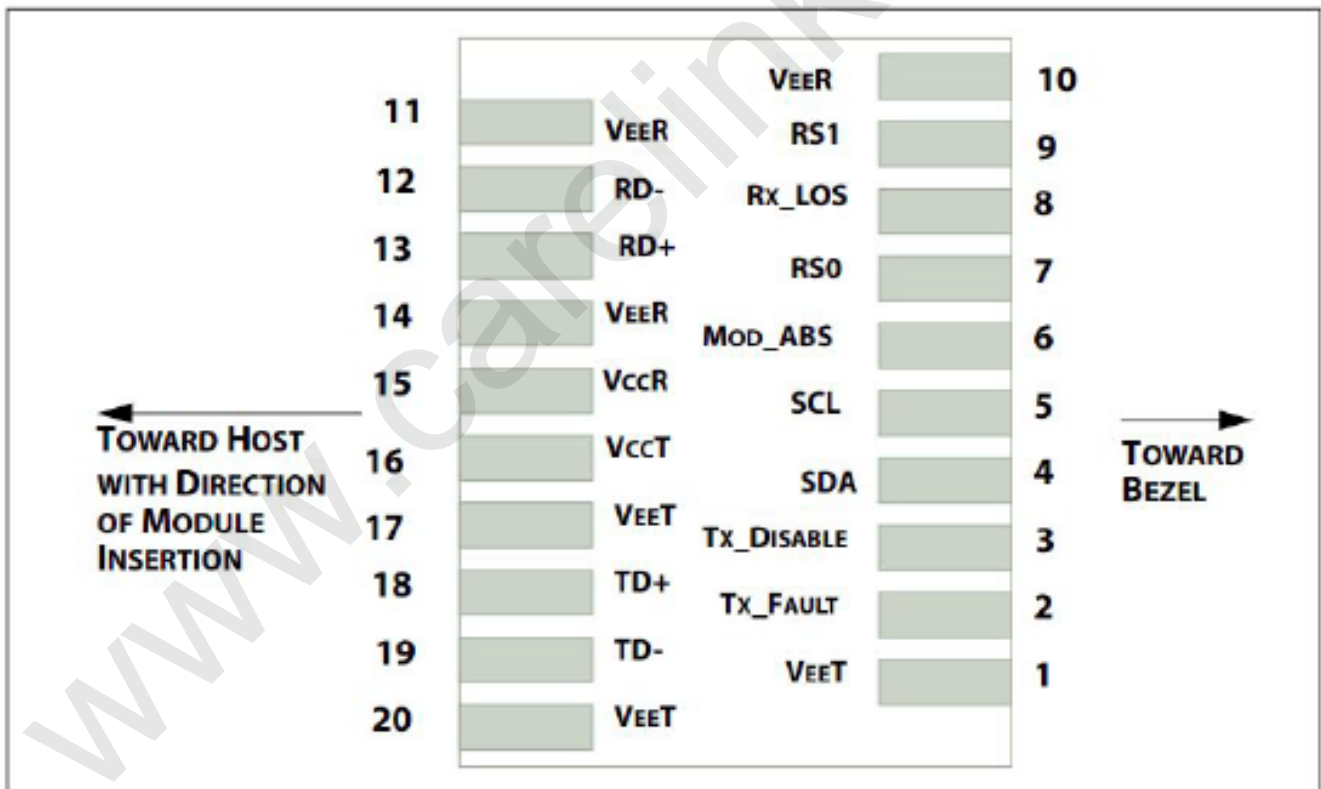 11
VEER
12
RD-
13
RD+
14
VEER
15
VCCR
16
VCCT
17
VEET
18
TD+
19
TD-
20
VEET
VEER
10
RS1
9
RX_LOS
8
RS0
7
MOD_ABS
6
SCL
5
SDA
4
TX_DISABLE
3
TX_FAULT
2
VEET
1
TOWARD HOST
WITH DIRECTION
OF MODULE
INSERTION
TOWARD
BEZEL
www.carelink